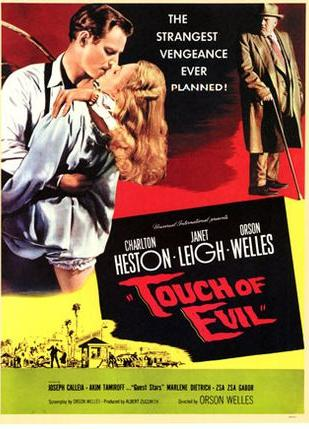 THE
STRANGEST
VENGEANCE
EVER
PLANNED!
Universal International presents
CHARLTON HESTON · JANET LEIGH · ORSON WELLES
"TOUCH OF
EVIL"
JOSEPH CALLEIA · AKIM TAMIROFF ... "Guest Stars" MARLENE DIETRICH · ZSA ZSA GABOR
Screenplay by ORSON WELLES · Produced by ALBERT ZUGSMITH · Directed by ORSON WELLES